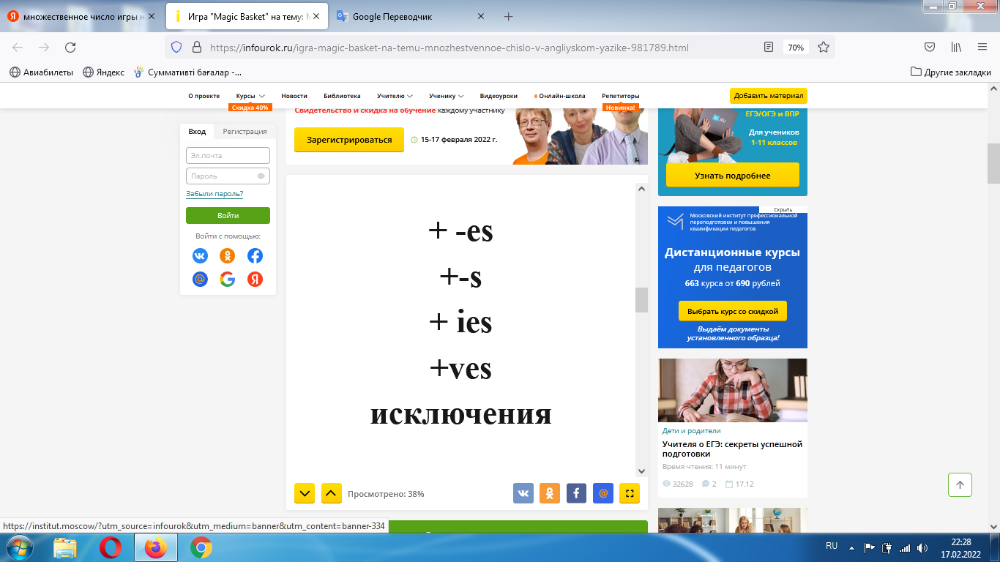 множественное число игры н
Игра "Magic Basket" на тему: М
Google Переводчик
https://infourok.ru/igra-magic-basket-na-temu-mnozhestvennoe-chislo-v-angliyskom-yazike-981789.html
70%
Авиабилеты
Яндекс
Суммативті бағалар -...
Другие закладки
О проекте
Курсы
Новости
Библиотека
Учителю
Ученику
Видеоуроки
Онлайн-школа
Репетиторы
Добавить материал
Скидка 40%
Новинка!
Свидетельство и скидка на обучение каждому участнику
Зарегистрироваться
15-17 февраля 2022 г.
Вход
Регистрация
Эл.почта
Пароль
Забыли пароль?
Войти
Войти с помощью:
+ -es
+-s
+ ies
+ves
исключения
Просмотрено: 38%
ЕГЭ/ОГЭ и ВПР
Для учеников
1-11 классов
Узнать подробнее
Скрыть
Московский институт профессиональной
переподготовки и повышения
квалификации педагогов
Дистанционные курсы
для педагогов
663 курса от 690 рублей
Выбрать курс со скидкой
Выдаём документы
установленного образца!
Дети и родители
Учителя о ЕГЭ: секреты успешной
подготовки
Время чтения: 11 минут
32628
2
17.12
https://institut.moscow/?utm_source=infourok&utm_medium=banner&utm_content=banner-334
RU
22:28
17.02.2022